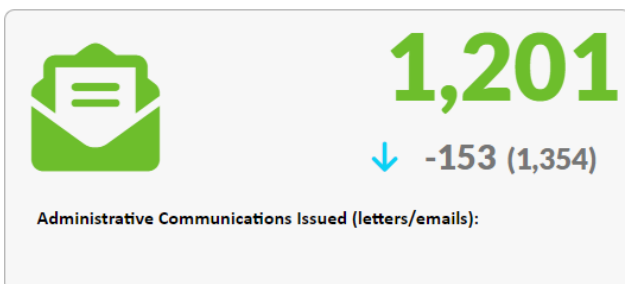 1,201
-153 (1,354)
Administrative Communications Issued (letters/emails):